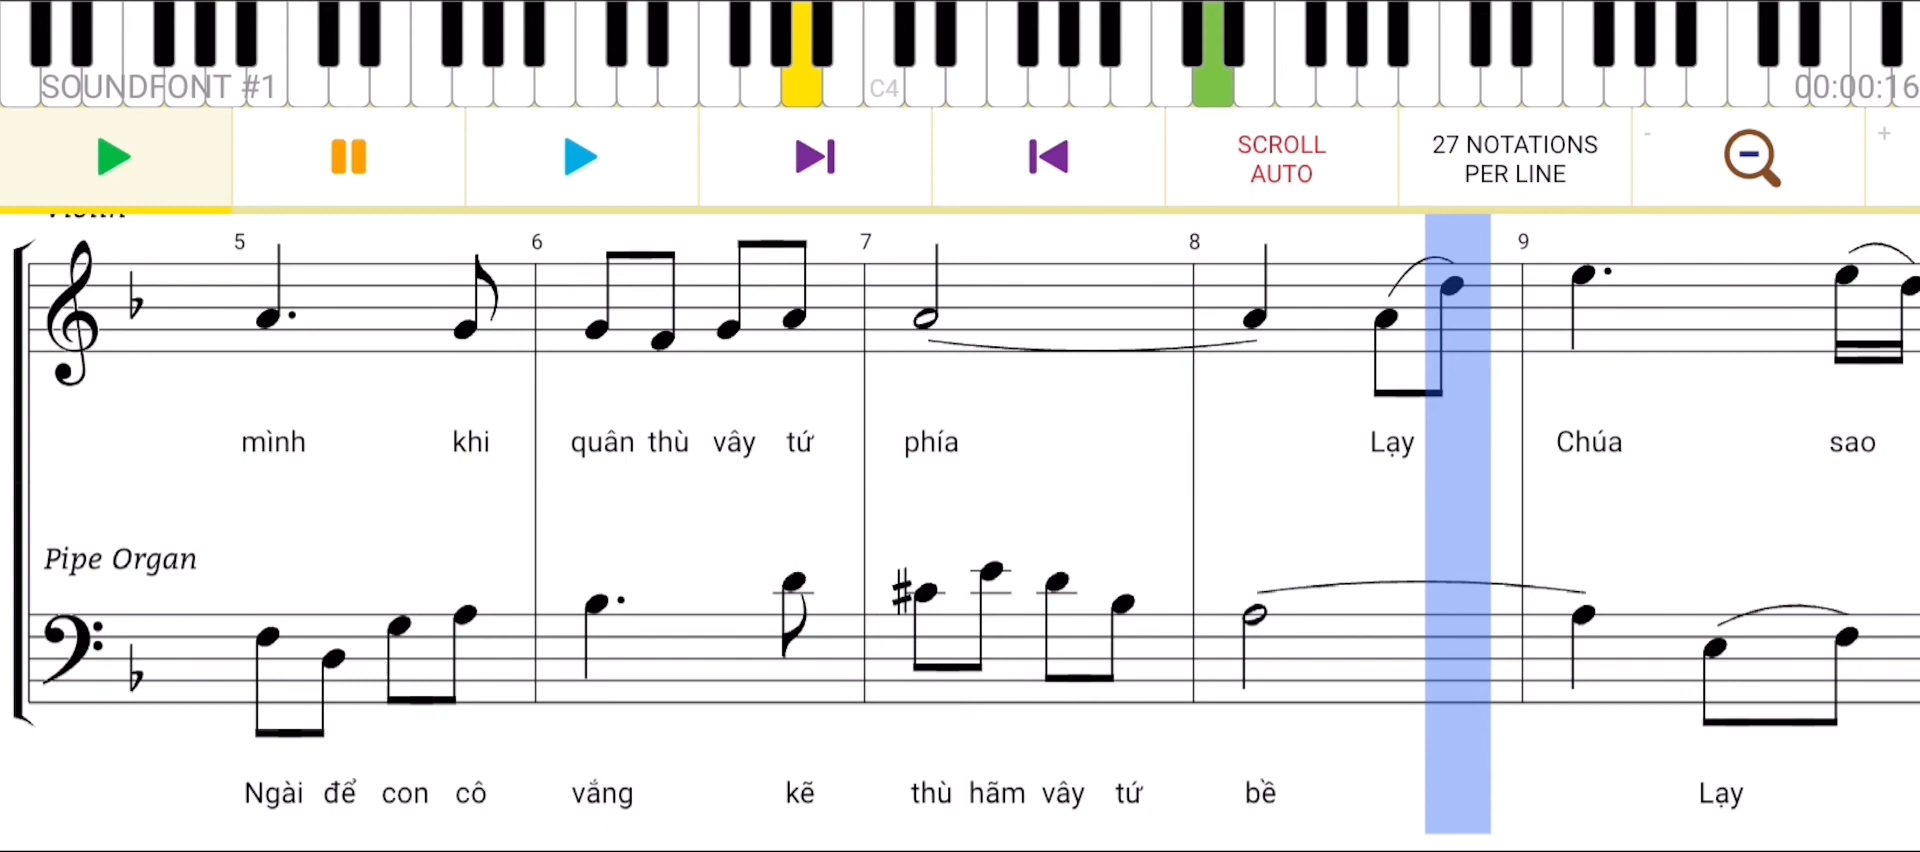 SOUNDFONT #1
C4
00:00:16
SCROLL AUTO
27 NOTATIONS PER LINE
-
+
Violin
5 6 7 8 9
mình khi quân thù vây tứ phía Lạy Chúa sao
Pipe Organ
Ngài để con cô vắng kẽ thù hãm vây tứ bề Lạy